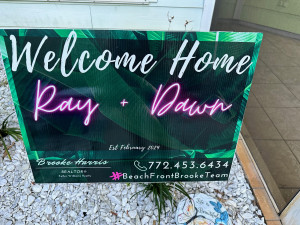 Welcome Home
Ray + Dawn
Est February 2024
Brooke Harris
REALTOR®
772.453.6434
#BeachFrontBrookeTeam